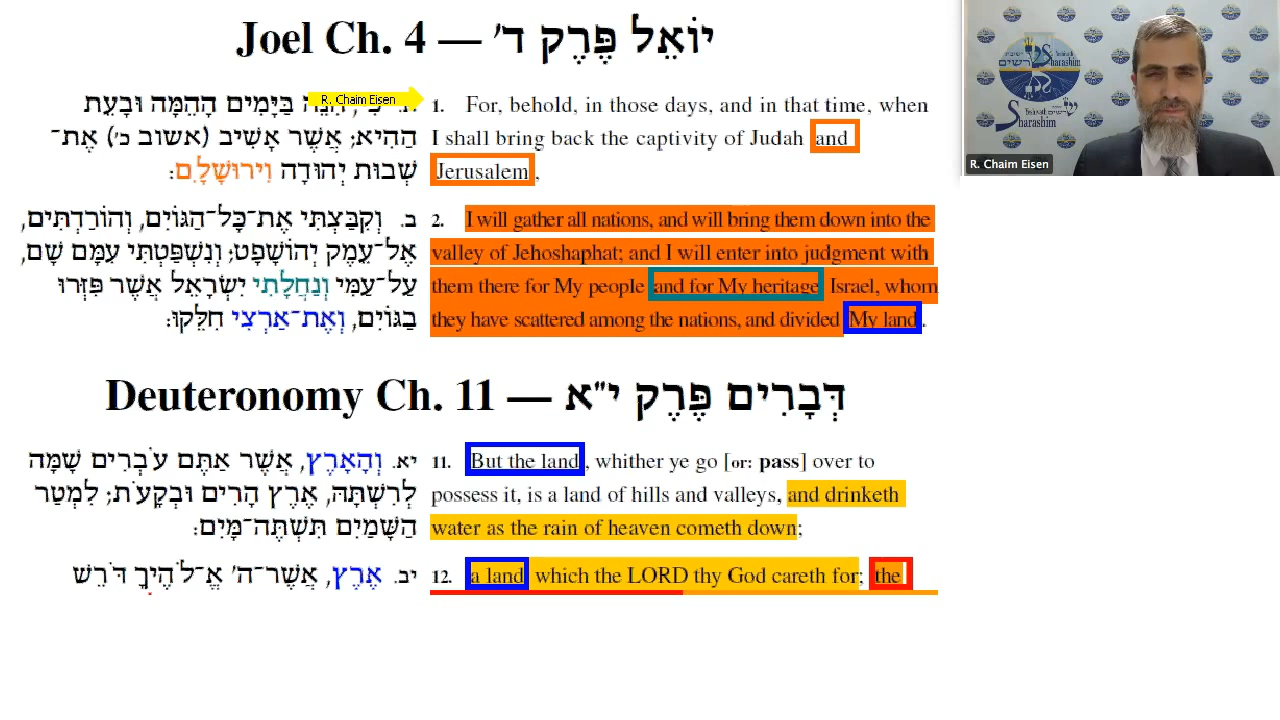 Joel Ch. 4 — יוֹאֵל פֶּרֶק ד׳
R. Chaim Eisen
בַּיָּמִים הָהֵמָּה וּבָעֵת
הַהִיא; אֲשֶׁר אָשִׁיב (אשוב כ׳) אֶת־
שְׁבוּת יְהוּדָה וִירוּשָׁלָ͏ִם:
1. For, behold, in those days, and in that time, when
I shall bring back the captivity of Judah and
Jerusalem,
ב. וְקִבַּצְתִּי אֶת־כָּל־הַגּוֹיִם, וְהוֹרַדְתִּים,
אֶל־עֵמֶק יְהוֹשָׁפָט; וְנִשְׁפַּטְתִּי עִמָּם שָׁם,
עַל־עַמִּי וְנַחֲלָתִי יִשְׂרָאֵל אֲשֶׁר פִּזְּרוּ
בַגּוֹיִם, וְאֶת־אַרְצִי חִלֵּקוּ:
2. I will gather all nations, and will bring them down into the
valley of Jehoshaphat; and I will enter into judgment with
them there for My people and for My heritage Israel, whom
they have scattered among the nations, and divided My land.
Deuteronomy Ch. 11 — דְּבָרִים פֶּרֶק י״א
יא. וְהָאָרֶץ, אֲשֶׁר אַתֶּם עֹבְרִים שָׁמָּה
לְרִשְׁתָּהּ, אֶרֶץ הָרִים וּבְקָעֹת; לִמְטַר
הַשָּׁמַיִם תִּשְׁתֶּה־מָּיִם:
11. But the land, whither ye go [or: pass] over to
possess it, is a land of hills and valleys, and drinketh
water as the rain of heaven cometh down;
יב. אֶרֶץ, אֲשֶׁר־ה׳ אֱ־לֹהֶיךָ דֹּרֵשׁ
12. a land which the LORD thy God careth for; the
R. Chaim Eisen